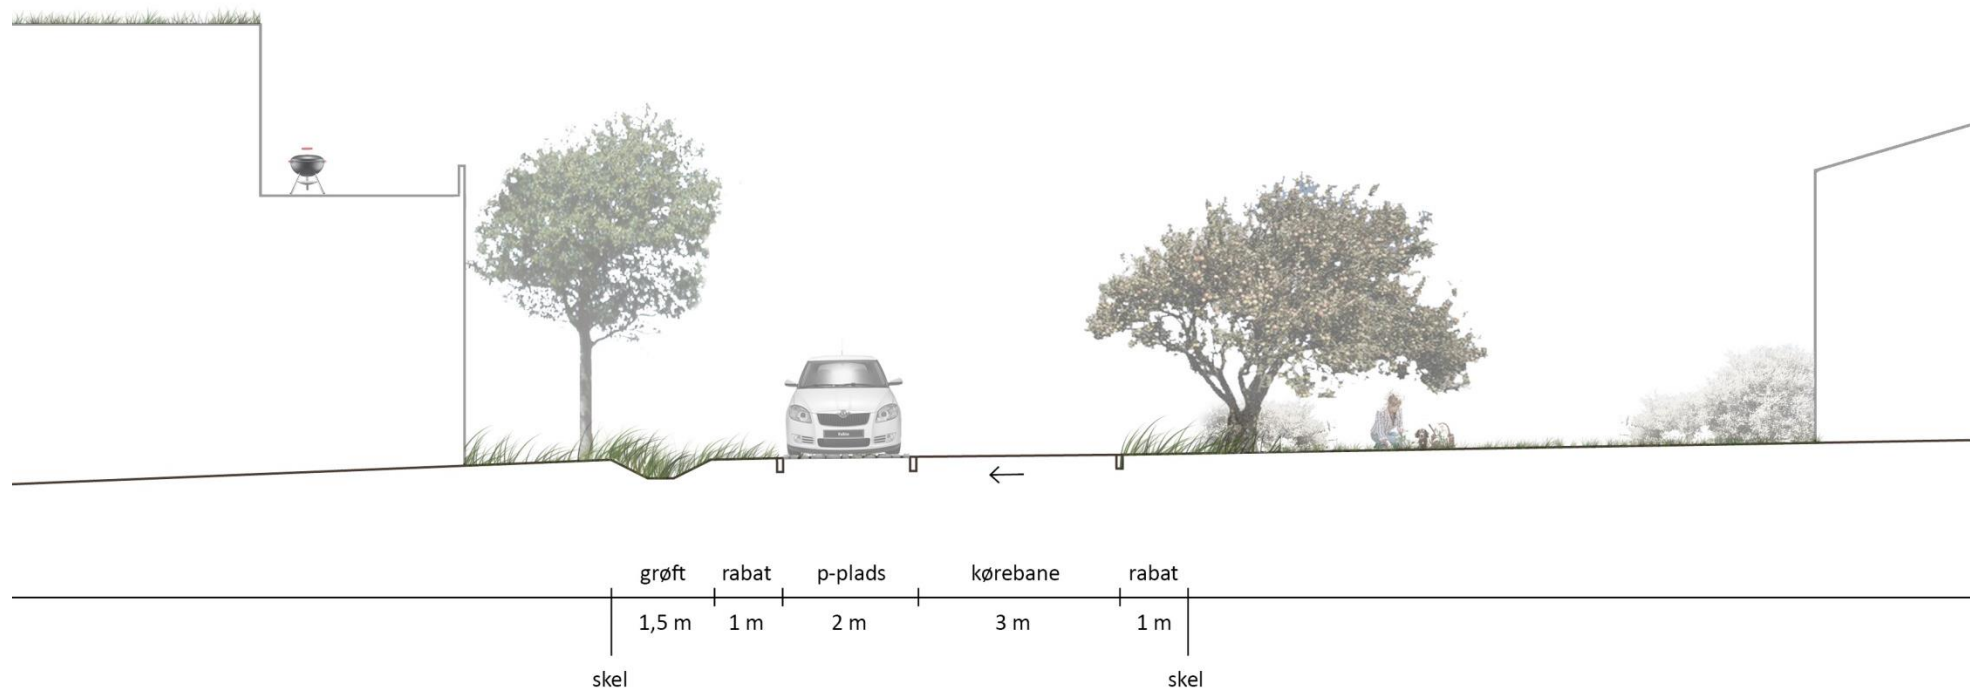 grøft rabat p-plads kørebane rabat
1,5 m 1 m 2 m 3 m 1 m
skel skel